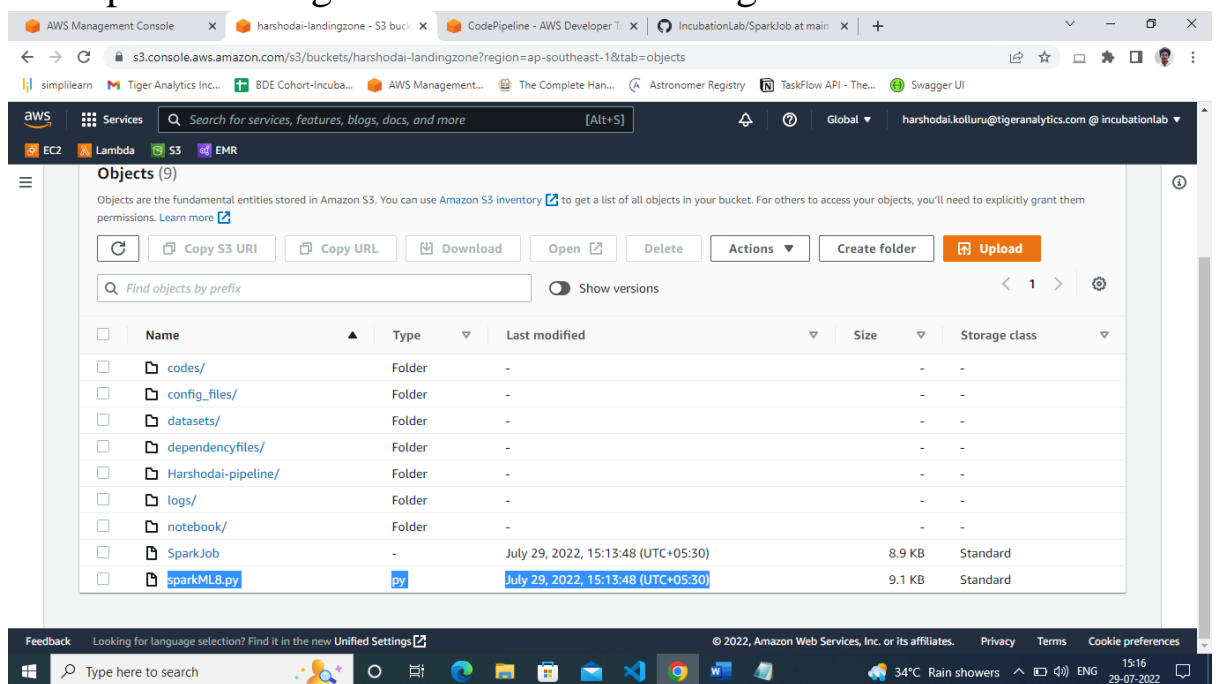 AWS Management Console
harshodai-landingzone - S3 buck
CodePipeline - AWS Developer T
IncubationLab/SparkJob at main
s3.console.aws.amazon.com/s3/buckets/harshodai-landingzone?region=ap-southeast-1&tab=objects
simplilearn
Tiger Analytics Inc...
BDE Cohort-Incuba...
AWS Management...
The Complete Han...
Astronomer Registry
TaskFlow API - The...
Swagger UI
aws Services Search for services, features, blogs, docs, and more [Alt+S] Global ▼ harshodai.kolluru@tigeranalytics.com @ incubationlab ▼
EC2 Lambda S3 EMR
Objects (9)
Objects are the fundamental entities stored in Amazon S3. You can use Amazon S3 inventory to get a list of all objects in your bucket. For others to access your objects, you'll need to explicitly grant them
permissions. Learn more
Copy S3 URI Copy URL Download Open Delete Actions ▼ Create folder Upload
Find objects by prefix Show versions < 1 >
Name ▲ Type Last modified Size Storage class
codes/ Folder - - -
config_files/ Folder - - -
datasets/ Folder - - -
dependencyfiles/ Folder - - -
Harshodai-pipeline/ Folder - - -
logs/ Folder - - -
notebook/ Folder - - -
SparkJob - July 29, 2022, 15:13:48 (UTC+05:30) 8.9 KB Standard
sparkML8.py py July 29, 2022, 15:13:48 (UTC+05:30) 9.1 KB Standard
Feedback Looking for language selection? Find it in the new Unified Settings © 2022, Amazon Web Services, Inc. or its affiliates. Privacy Terms Cookie preferences
Type here to search 34°C Rain showers ENG 15:16
29-07-2022